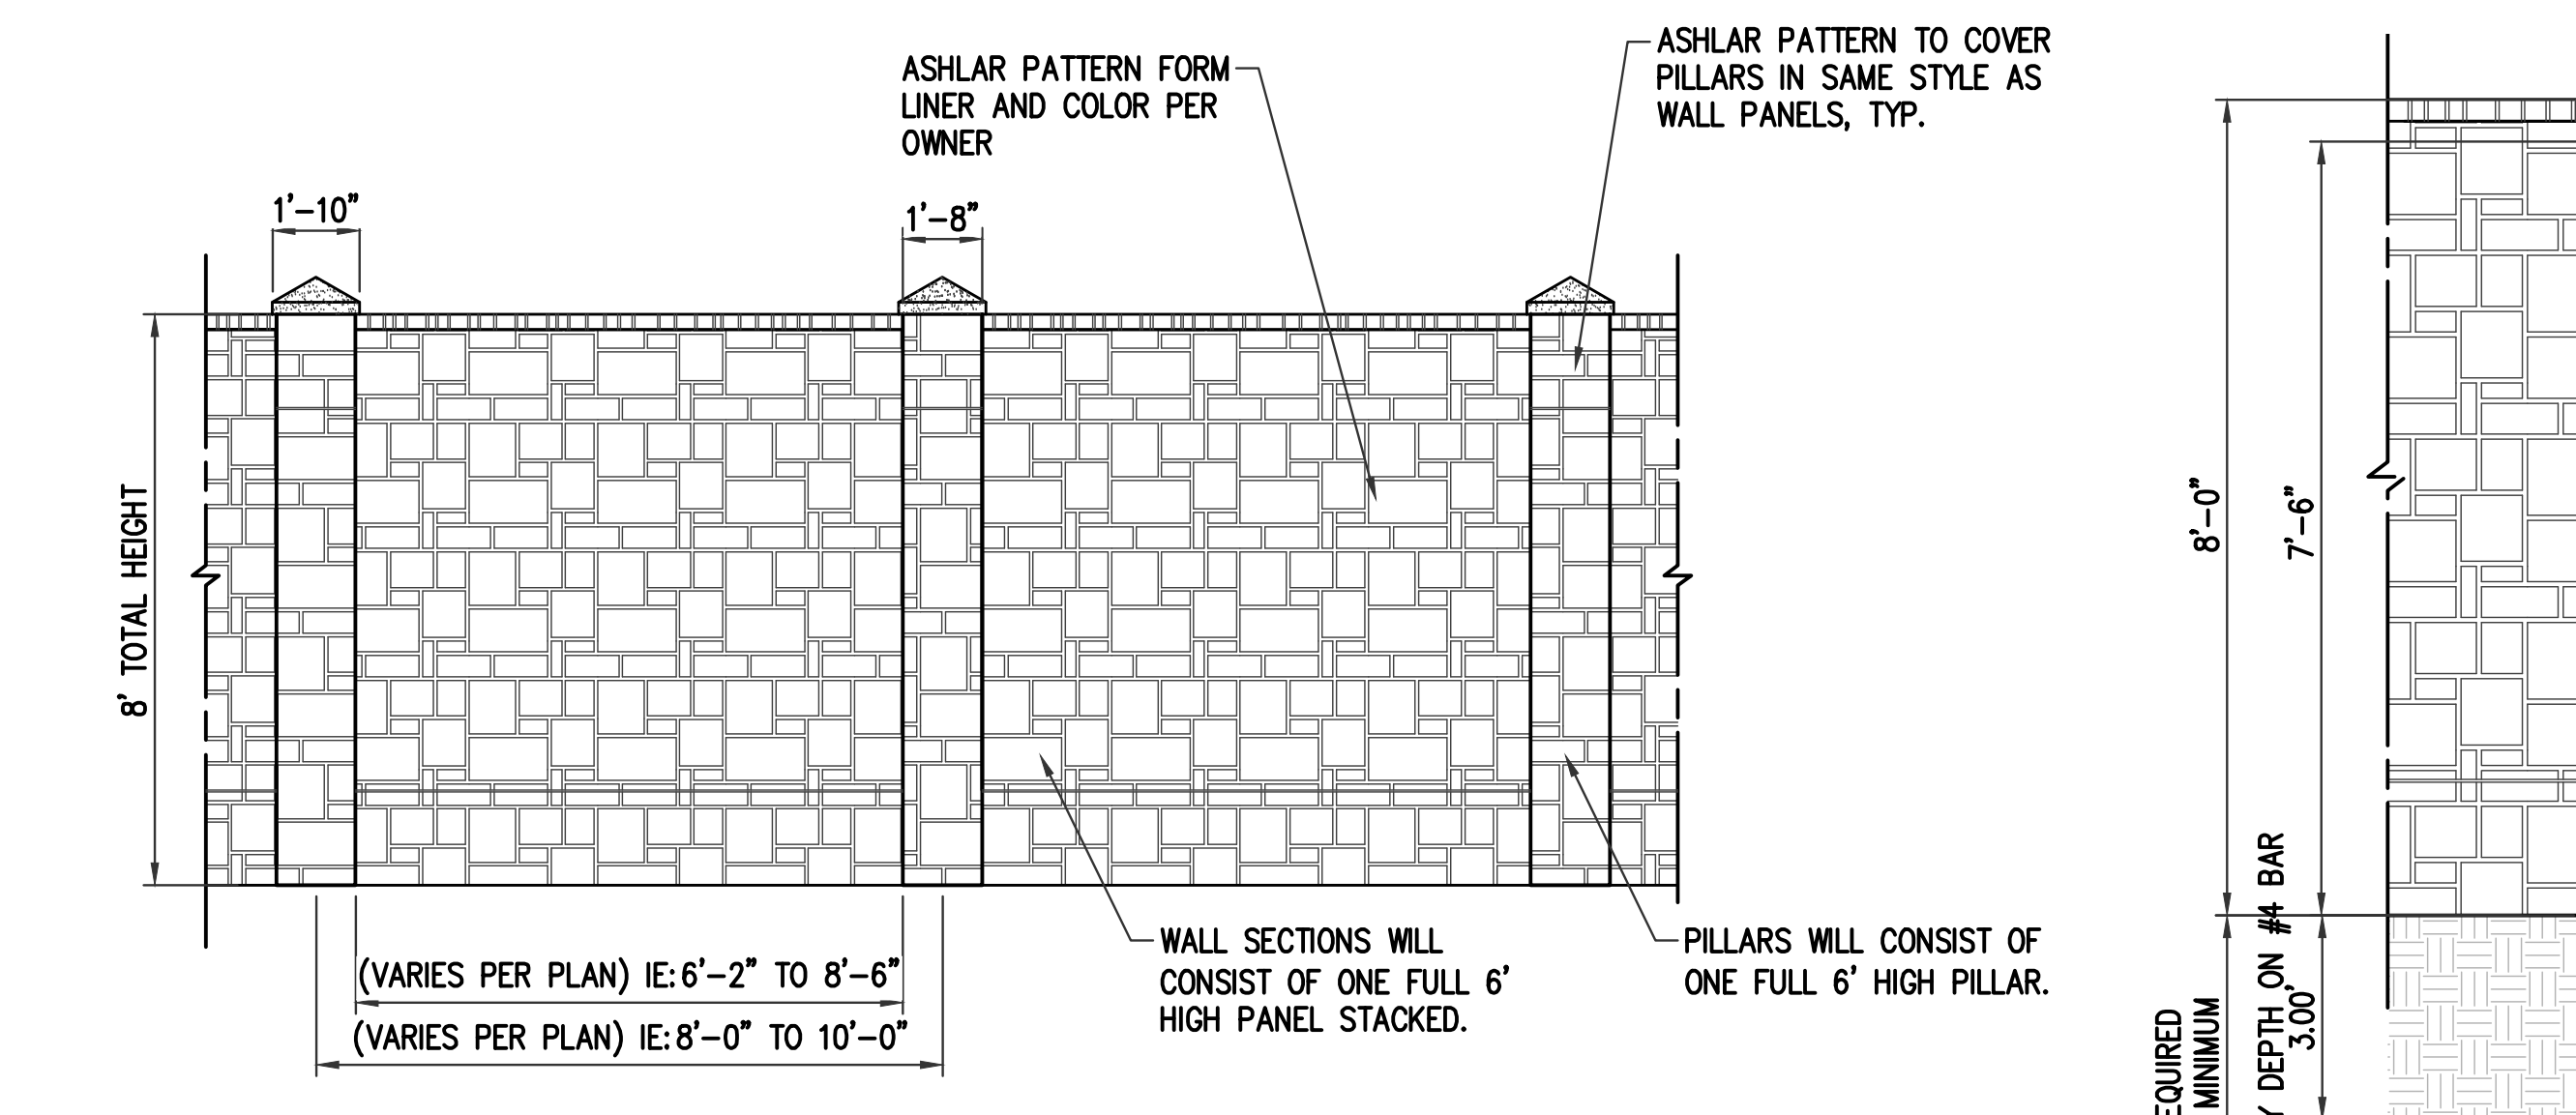 ASHLAR PATTERN FORM
LINER AND COLOR PER
OWNER
ASHLAR PATTERN TO COVER
PILLARS IN SAME STYLE AS
WALL PANELS, TYP.
1'-10"
1'-8"
8' TOTAL HEIGHT
8'-0"
7'-6"
(VARIES PER PLAN) IE: 6'-2" TO 8'-6"
(VARIES PER PLAN) IE: 8'-0" TO 10'-0"
WALL SECTIONS WILL
CONSIST OF ONE FULL 6'
HIGH PANEL STACKED.
PILLARS WILL CONSIST OF
ONE FULL 6' HIGH PILLAR.
EQUIRED
MINIMUM
Y DEPTH ON #4 BAR
3.00'